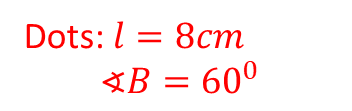 Dots: l = 8cm
∢B = 60⁰